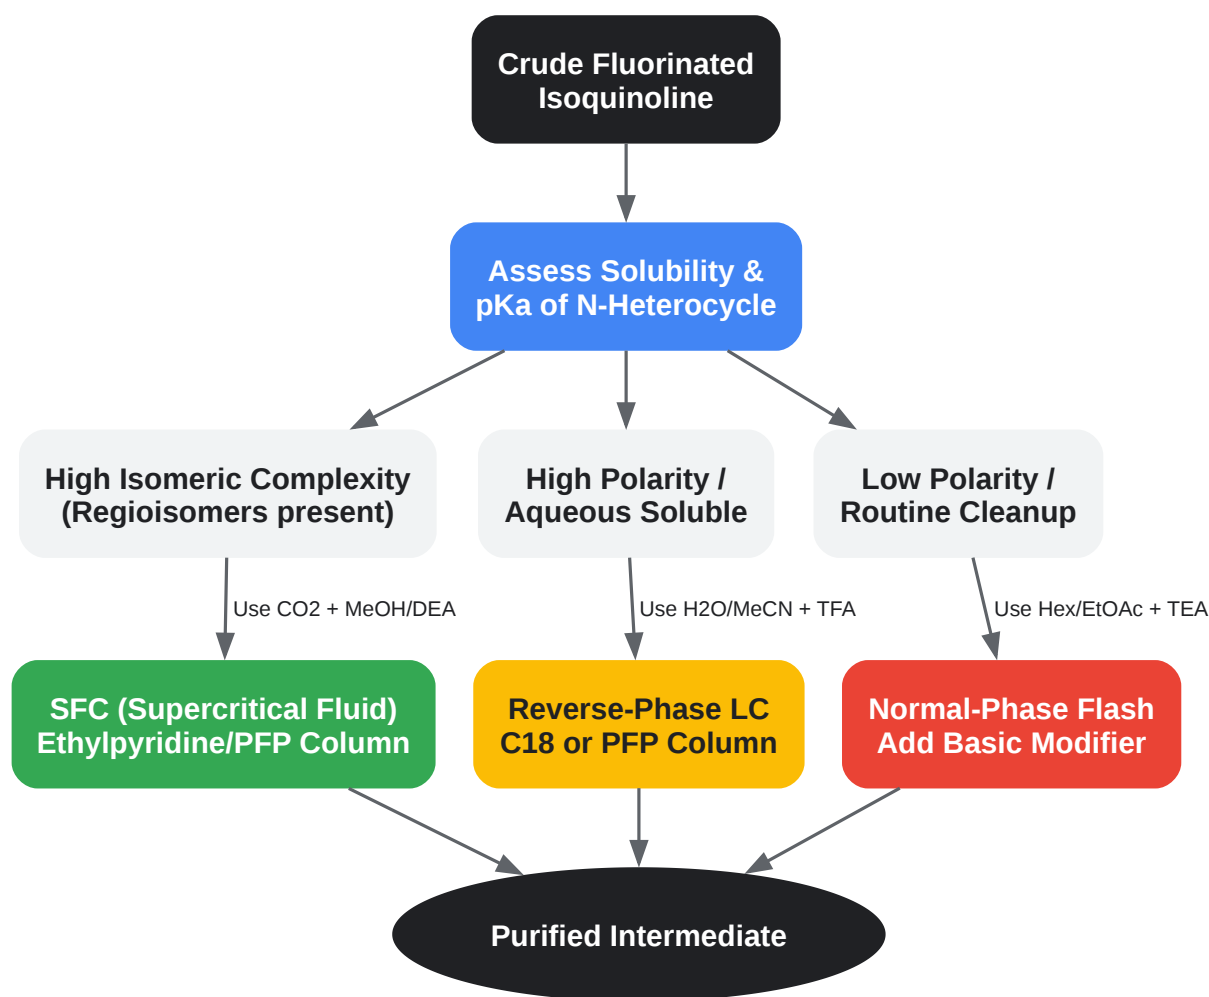 Crude Fluorinated
Isoquinoline
Assess Solubility &
pKa of N-Heterocycle
High Isomeric Complexity
(Regioisomers present)
High Polarity /
Aqueous Soluble
Low Polarity /
Routine Cleanup
Use CO2 + MeOH/DEA
Use H2O/MeCN + TFA
Use Hex/EtOAc + TEA
SFC (Supercritical Fluid)
Ethylpyridine/PFP Column
Reverse-Phase LC
C18 or PFP Column
Normal-Phase Flash
Add Basic Modifier
Purified Intermediate